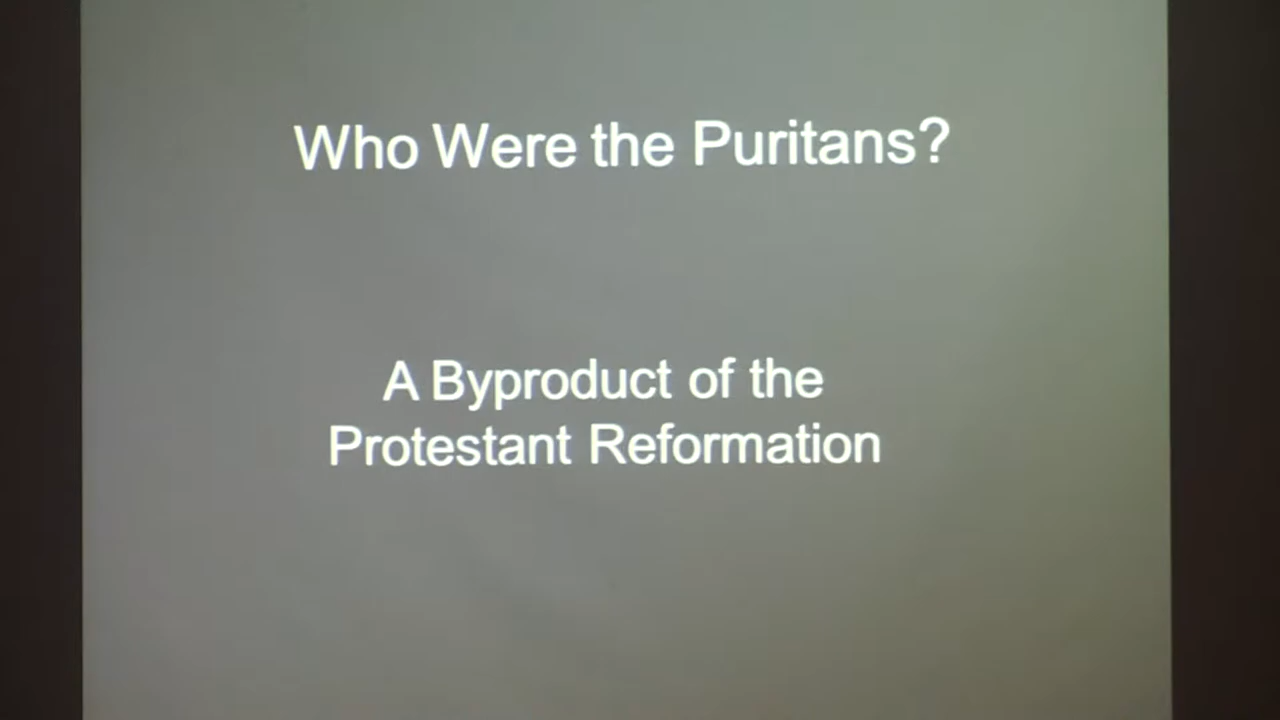 Who Were the Puritans?
A Byproduct of the
Protestant Reformation